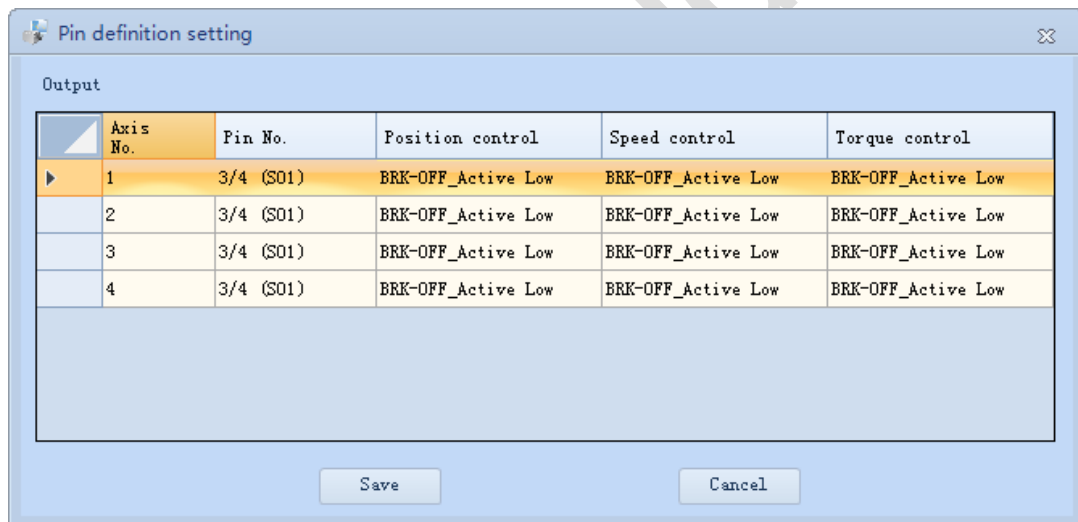 Pin definition setting
Output
Axis No. Pin No. Position control Speed control Torque control
1 3/4 (SO1) BRK-OFF_Active Low BRK-OFF_Active Low BRK-OFF_Active Low
2 3/4 (SO1) BRK-OFF_Active Low BRK-OFF_Active Low BRK-OFF_Active Low
3 3/4 (SO1) BRK-OFF_Active Low BRK-OFF_Active Low BRK-OFF_Active Low
4 3/4 (SO1) BRK-OFF_Active Low BRK-OFF_Active Low BRK-OFF_Active Low
Save Cancel